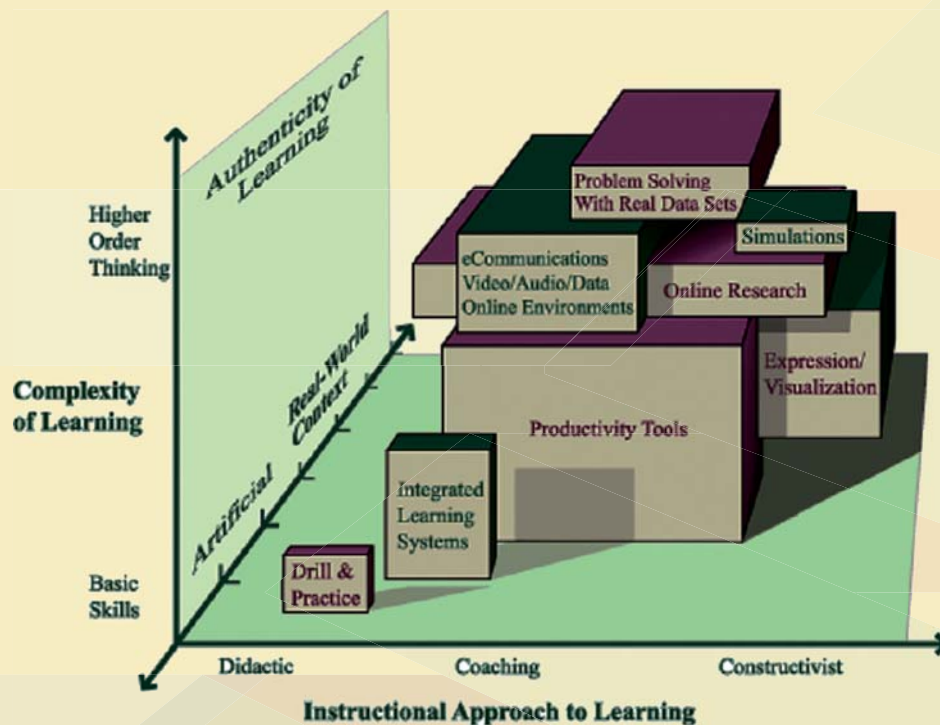 Authenticity of
Learning
Higher
Order
Thinking
Complexity
of Learning
Basic
Skills
Artificial
Real-World
Context
Problem Solving
With Real Data Sets
Simulations
eCommunications
Video/Audio/Data
Online Environments
Online Research
Expression/
Visualization
Productivity Tools
Integrated
Learning
Systems
Drill &
Practice
Didactic
Coaching
Constructivist
Instructional Approach to Learning